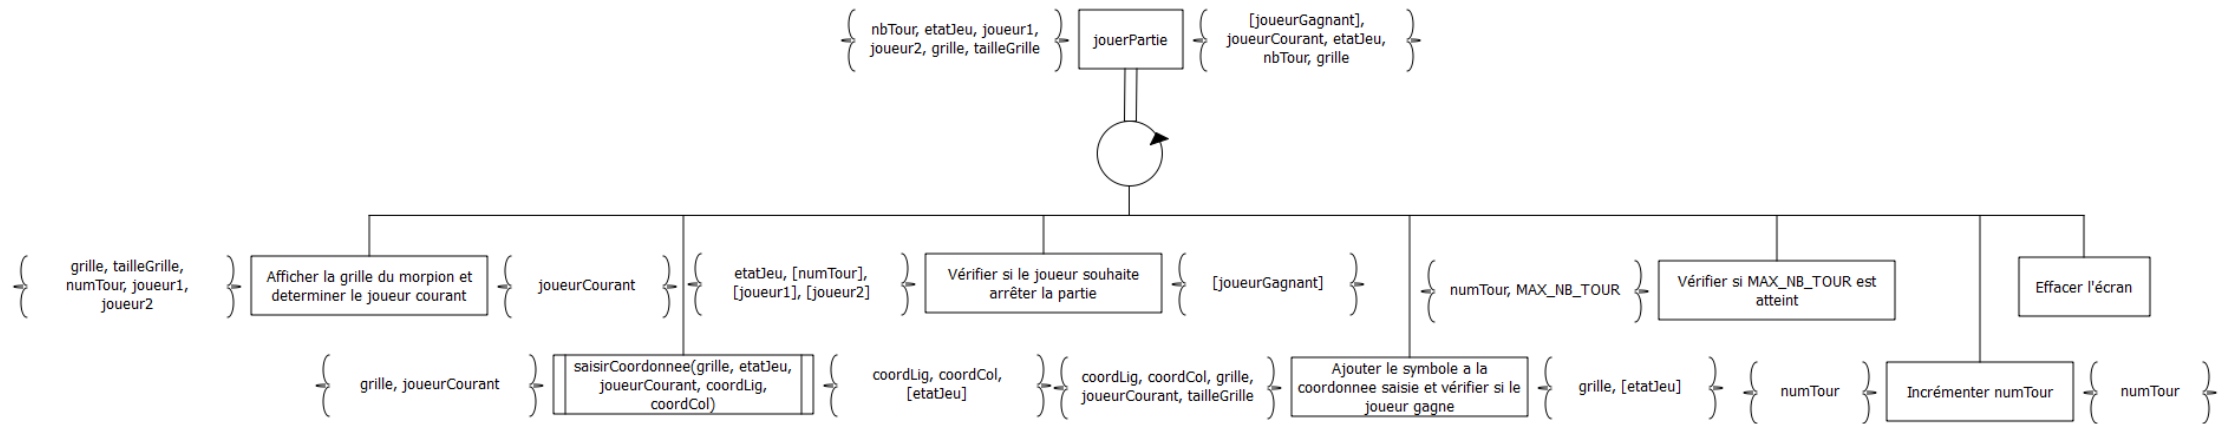 nbTour, etatJeu, joueur1,
joueur2, grille, tailleGrille
jouerPartie
[joueurGagnant],
joueurCourant, etatJeu,
nbTour, grille
grille, tailleGrille,
numTour, joueur1,
joueur2
Afficher la grille du morpion et
determiner le joueur courant
joueurCourant
etatJeu, [numTour],
[joueur1], [joueur2]
Vérifier si le joueur souhaite
arrêter la partie
[joueurGagnant]
numTour, MAX_NB_TOUR
Vérifier si MAX_NB_TOUR est
atteint
Effacer l'écran
grille, joueurCourant
saisirCoordonnee(grille, etatJeu,
joueurCourant, coordLig,
coordCol)
coordLig, coordCol,
[etatJeu]
coordLig, coordCol, grille,
joueurCourant, tailleGrille
Ajouter le symbole a la
coordonnee saisie et vérifier si le
joueur gagne
grille, [etatJeu]
numTour
Incrémenter numTour
numTour